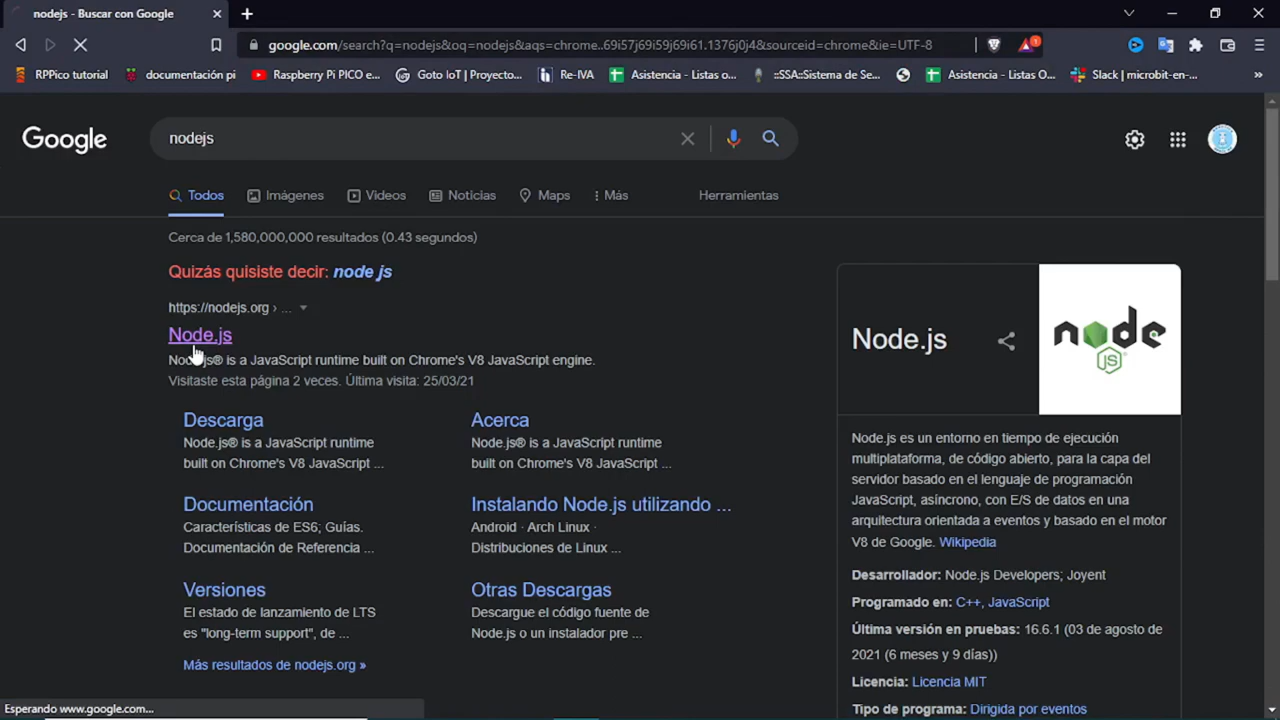 nodejs - Buscar con Google
google.com/search?q=nodejs&oq=nodejs&aqs=chrome..69i57j69i59j69i61.1376j0j4&sourceid=chrome&ie=UTF-8
1
RPPico tutorial
documentación pi
Raspberry Pi PICO e...
Goto IoT | Proyecto...
Re-IVA
Asistencia - Listas o...
::SSA::Sistema de Se...
Asistencia - Listas O...
Slack | microbit-en-...
»
Google
nodejs
Todos
Imágenes
Videos
Noticias
Maps
Más
Herramientas
Cerca de 1,580,000,000 resultados (0.43 segundos)
Quizás quisiste decir: node js
https://nodejs.org › ...
Node.js
Node.js® is a JavaScript runtime built on Chrome's V8 JavaScript engine.
Visitaste esta página 2 veces. Última visita: 25/03/21
Descarga
Node.js® is a JavaScript runtime
built on Chrome's V8 JavaScript ...
Acerca
Node.js® is a JavaScript runtime
built on Chrome's V8 JavaScript ...
Documentación
Características de ES6; Guías.
Documentación de Referencia ...
Instalando Node.js utilizando ...
Android · Arch Linux ·
Distribuciones de Linux ...
Versiones
El estado de lanzamiento de LTS
es "long-term support", de ...
Otras Descargas
Descargue el código fuente de
Node.js o un instalador pre ...
Más resultados de nodejs.org »
Node.js
node
JS
Node.js es un entorno en tiempo de ejecución
multiplataforma, de código abierto, para la capa del
servidor basado en el lenguaje de programación
JavaScript, asíncrono, con E/S de datos en una
arquitectura orientada a eventos y basado en el motor
V8 de Google. Wikipedia
Desarrollador: Node.js Developers; Joyent
Programado en: C++, JavaScript
Última versión en pruebas: 16.6.1 (03 de agosto de
2021 (6 meses y 9 días))
Licencia: Licencia MIT
Tipo de programa: Dirigida por eventos
Esperando www.google.com...